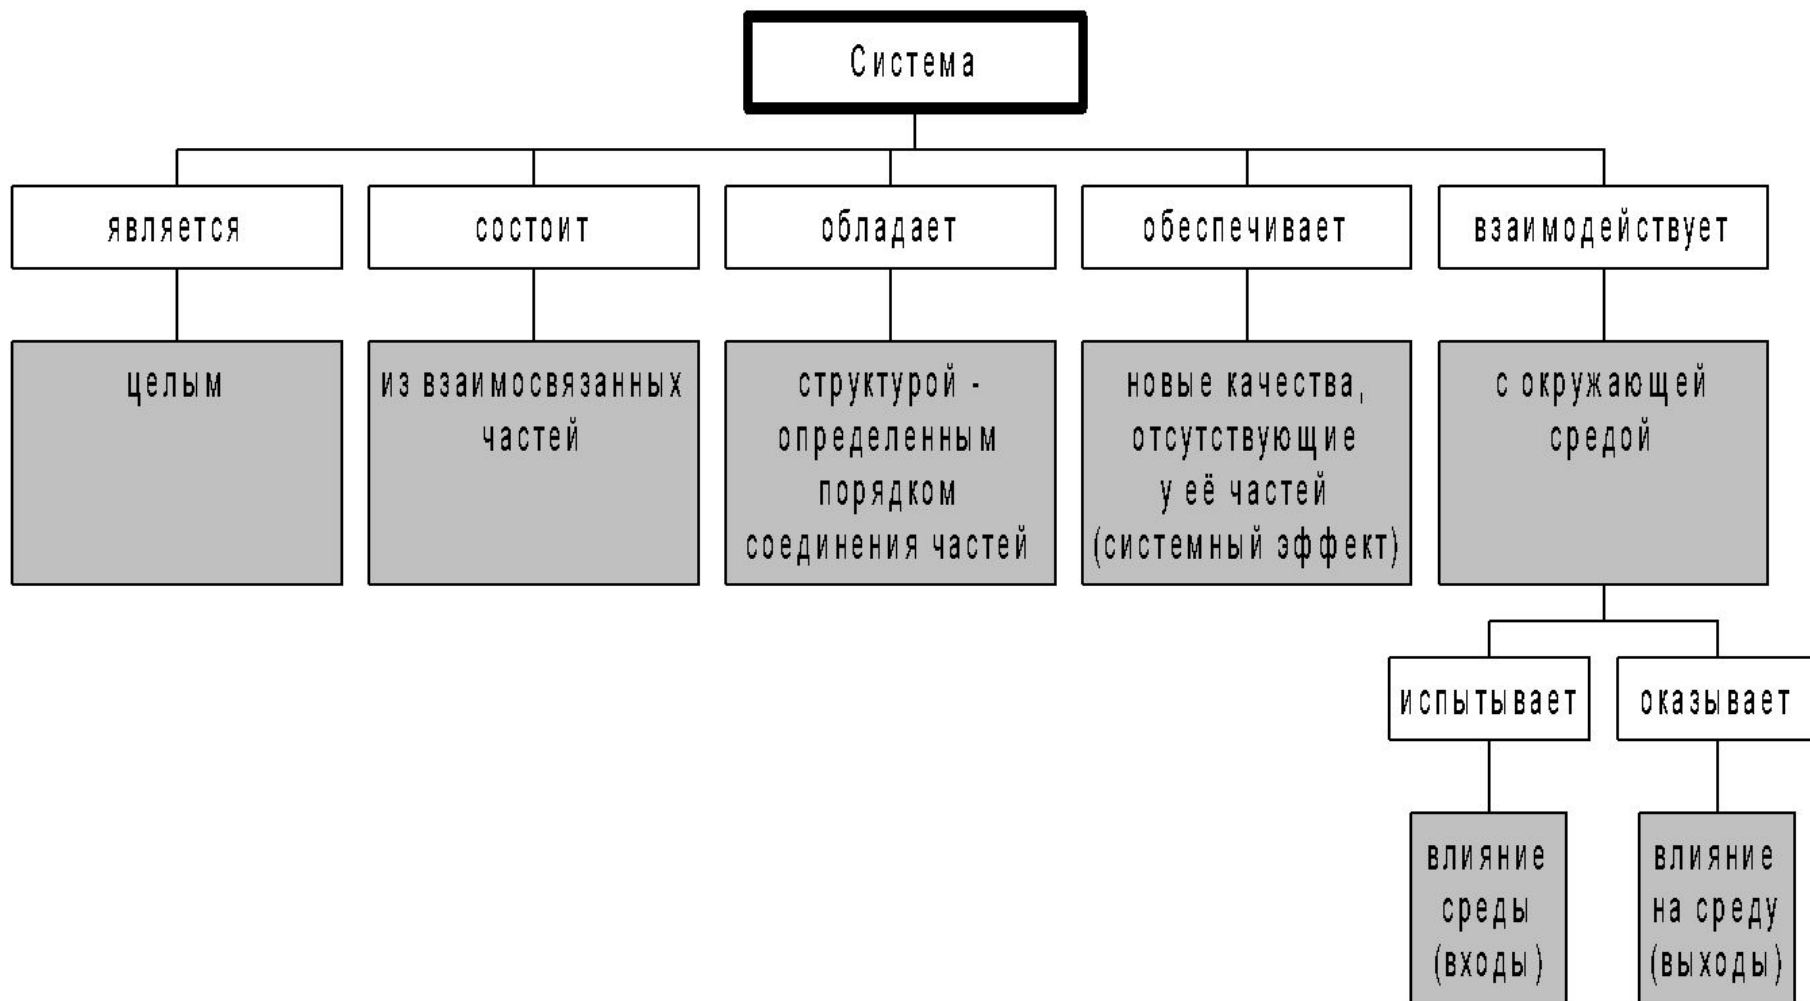 Система
является
состоит
обладает
обеспечивает
взаимодействует
целым
из взаимосвязанных
частей
структурой -
определенным
порядком
соединения частей
новые качества,
отсутствующие
у её частей
(системный эффект)
с окружающей
средой
испытывает
оказывает
влияние
среды
(входы)
влияние
на среду
(выходы)